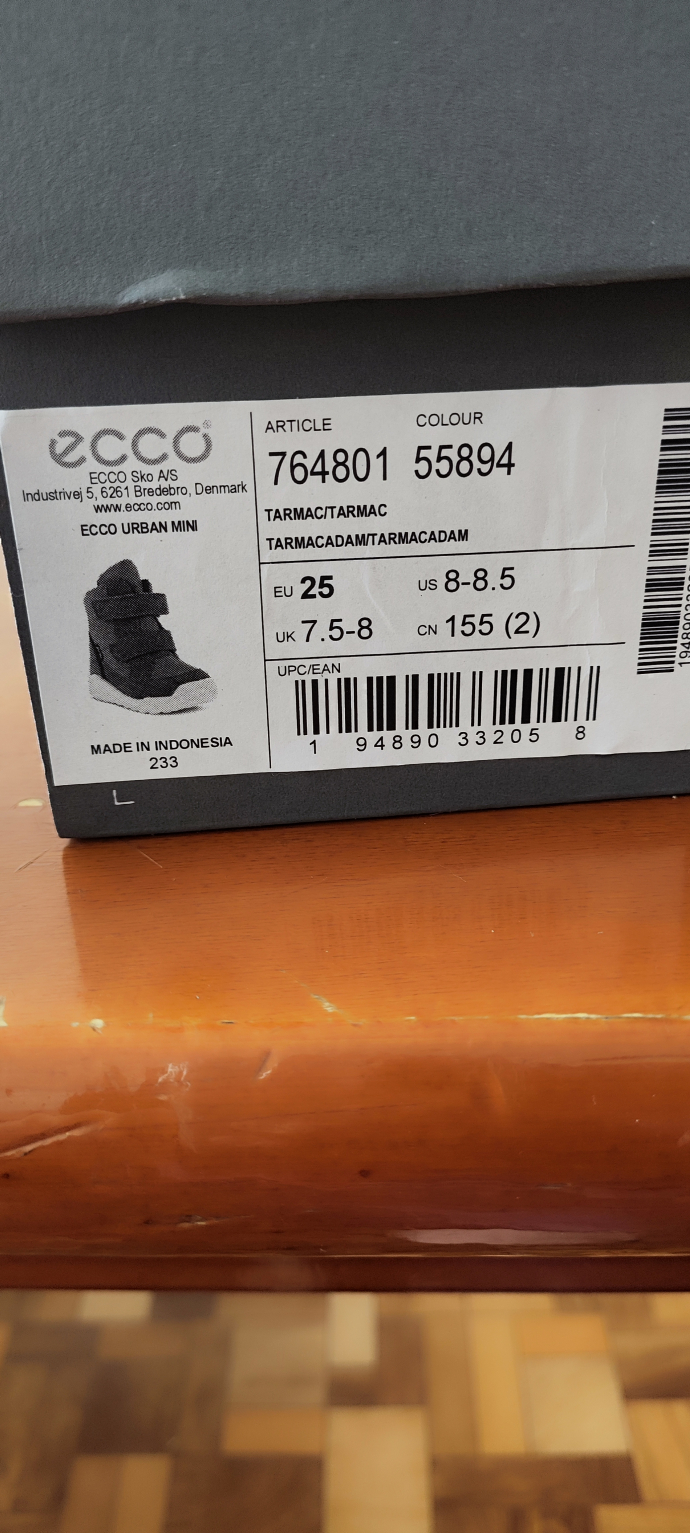 ecco®
ECCO Sko A/S
Industrivej 5, 6261 Bredebro, Denmark
www.ecco.com
ECCO URBAN MINI
MADE IN INDONESIA
233
ARTICLE COLOUR
764801 55894
TARMAC/TARMAC
TARMACADAM/TARMACADAM
EU 25 US 8-8.5
UK 7.5-8 CN 155 (2)
UPC/EAN
1 94890 33205 8